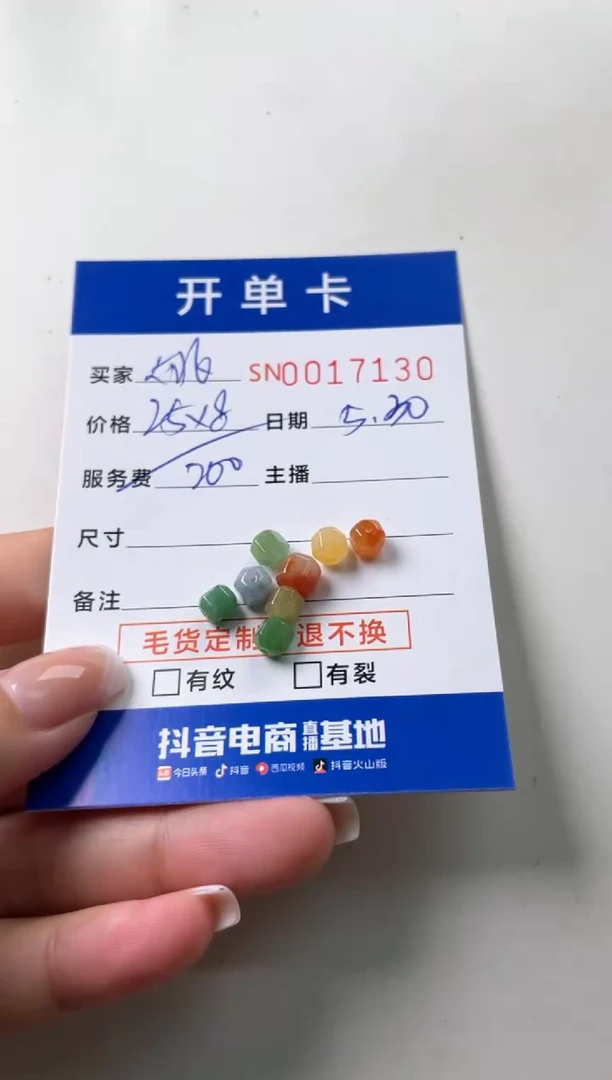 开单卡
买家 SN0017130
价格 25x8 日期 5.30
服务费 200 主播
尺寸
备注
毛货定制 退不换
有纹 有裂
抖音电商直播基地
今日头条 抖音 西瓜视频 抖音火山版